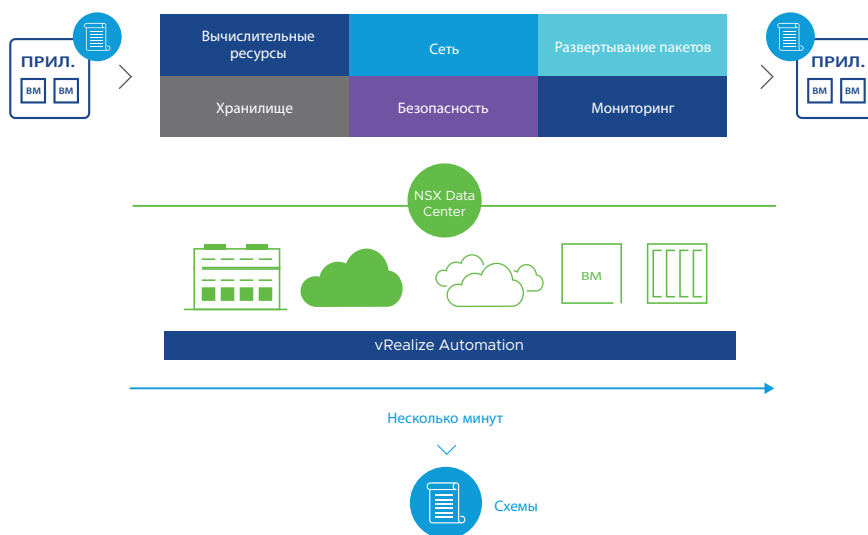 ПРИЛ.
ВМ ВМ
Вычислительные
ресурсы
Сеть
Развертывание пакетов
Хранилище
Безопасность
Мониторинг
ПРИЛ.
ВМ ВМ
NSX Data
Center
ВМ
vRealize Automation
Несколько минут
Схемы